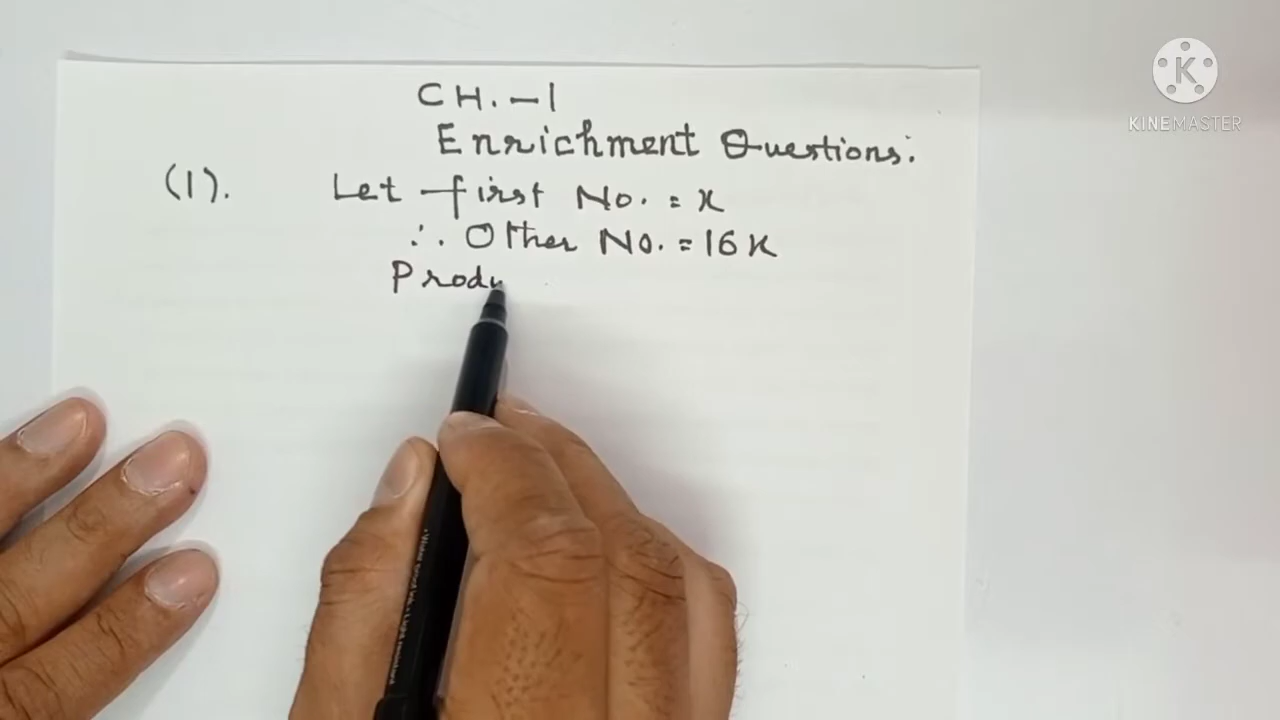 CH. - 1
Enrichment Questions:
(1). Let first No. = x
∴ Other No. = 16x
Produ
K
KINEMASTER